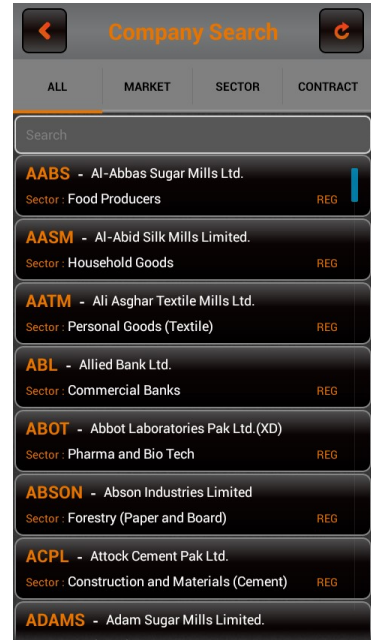 Company Search
ALL MARKET SECTOR CONTRACT
Search
AABS - Al-Abbas Sugar Mills Ltd.
Sector : Food Producers REG
AASM - Al-Abid Silk Mills Limited.
Sector : Household Goods REG
AATM - Ali Asghar Textile Mills Ltd.
Sector : Personal Goods (Textile) REG
ABL - Allied Bank Ltd.
Sector : Commercial Banks REG
ABOT - Abbot Laboratories Pak Ltd.(XD)
Sector : Pharma and Bio Tech REG
ABSON - Abson Industries Limited
Sector : Forestry (Paper and Board) REG
ACPL - Attock Cement Pak Ltd.
Sector : Construction and Materials (Cement) REG
ADAMS - Adam Sugar Mills Limited.